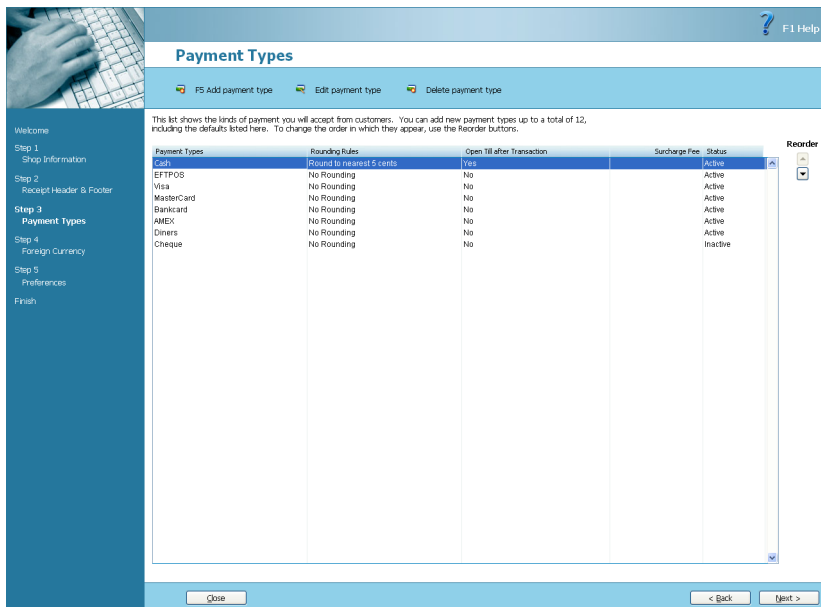 F1 Help
Payment Types
F5 Add payment type Edit payment type Delete payment type
This list shows the kinds of payment you will accept from customers. You can add new payment types up to a total of 12,
including the defaults listed here. To change the order in which they appear, use the Reorder buttons.
Welcome
Step 1
Shop Information
Step 2
Receipt Header & Footer
Step 3
Payment Types
Step 4
Foreign Currency
Step 5
Preferences
Finish
Reorder
Payment Types Rounding Rules Open Till after Transaction Surcharge Fee Status
Cash Round to nearest 5 cents Yes Active
EFTPOS No Rounding No Active
Visa No Rounding No Active
MasterCard No Rounding No Active
Bankcard No Rounding No Active
AMEX No Rounding No Active
Diners No Rounding No Active
Cheque No Rounding No Inactive
Close < Back Next >